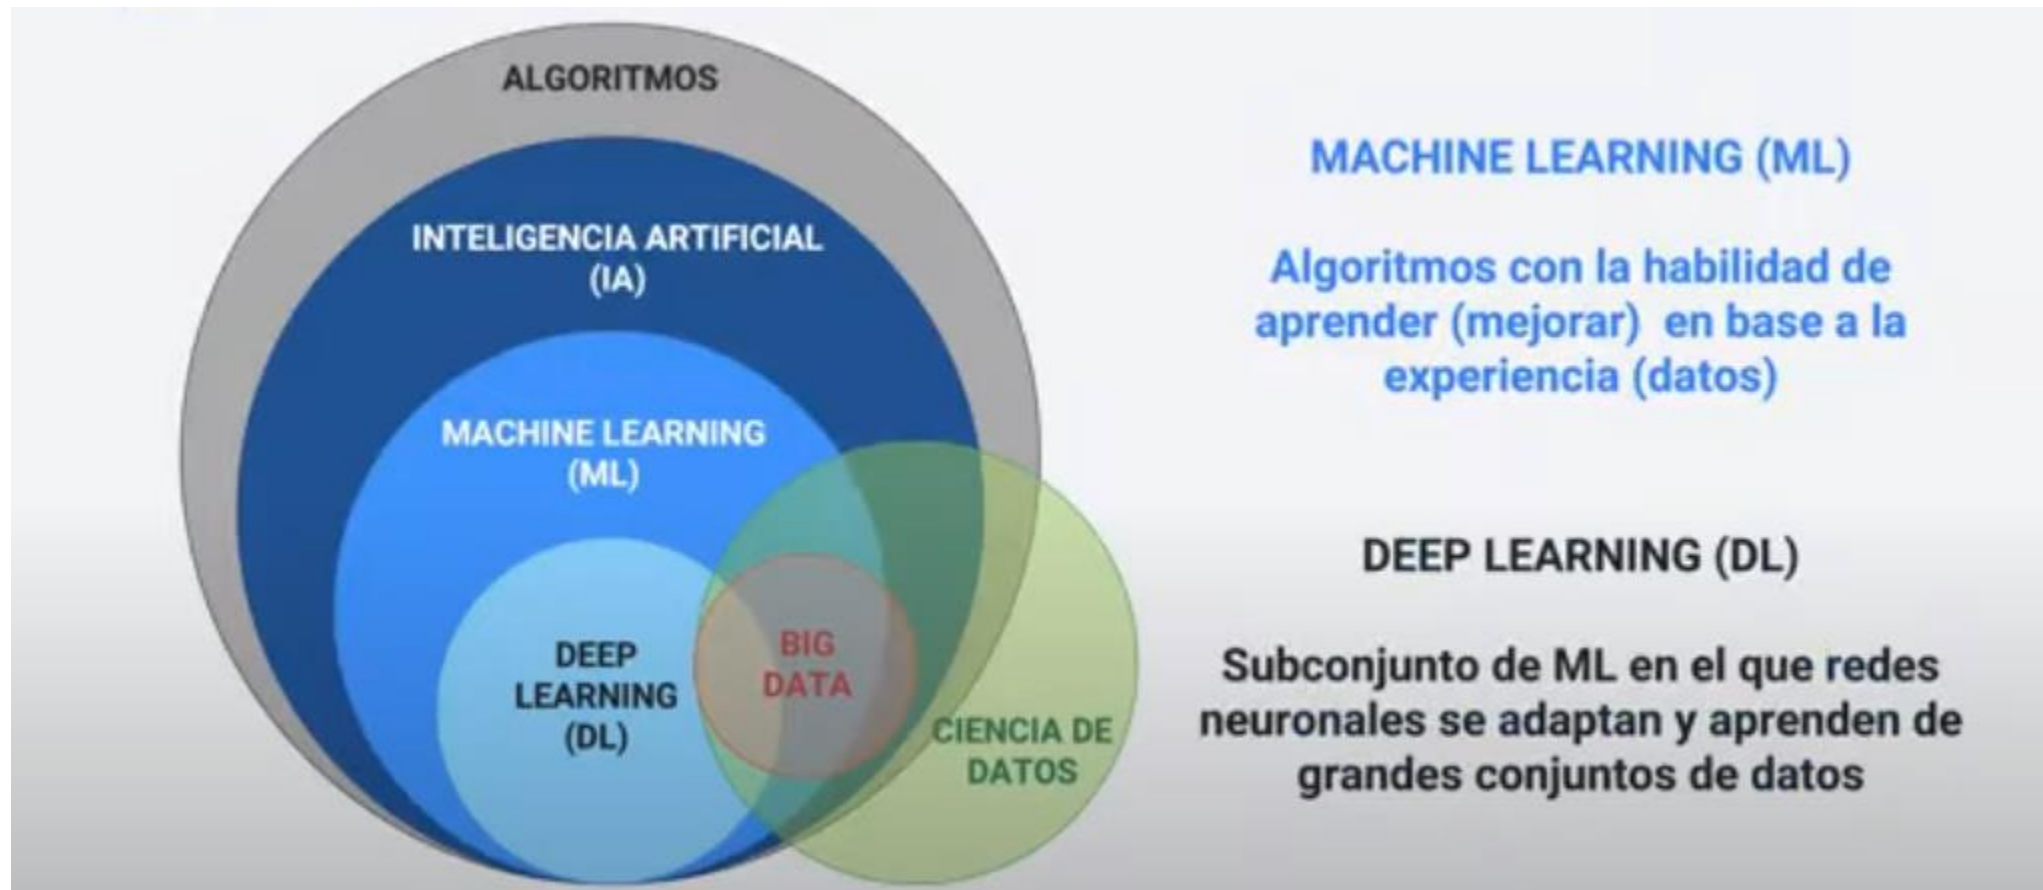 ALGORITMOS
INTELIGENCIA ARTIFICIAL
(IA)
MACHINE LEARNING
(ML)
DEEP
LEARNING
(DL)
BIG
DATA
CIENCIA DE
DATOS
MACHINE LEARNING (ML)
Algoritmos con la habilidad de
aprender (mejorar) en base a la
experiencia (datos)
DEEP LEARNING (DL)
Subconjunto de ML en el que redes
neuronales se adaptan y aprenden de
grandes conjuntos de datos